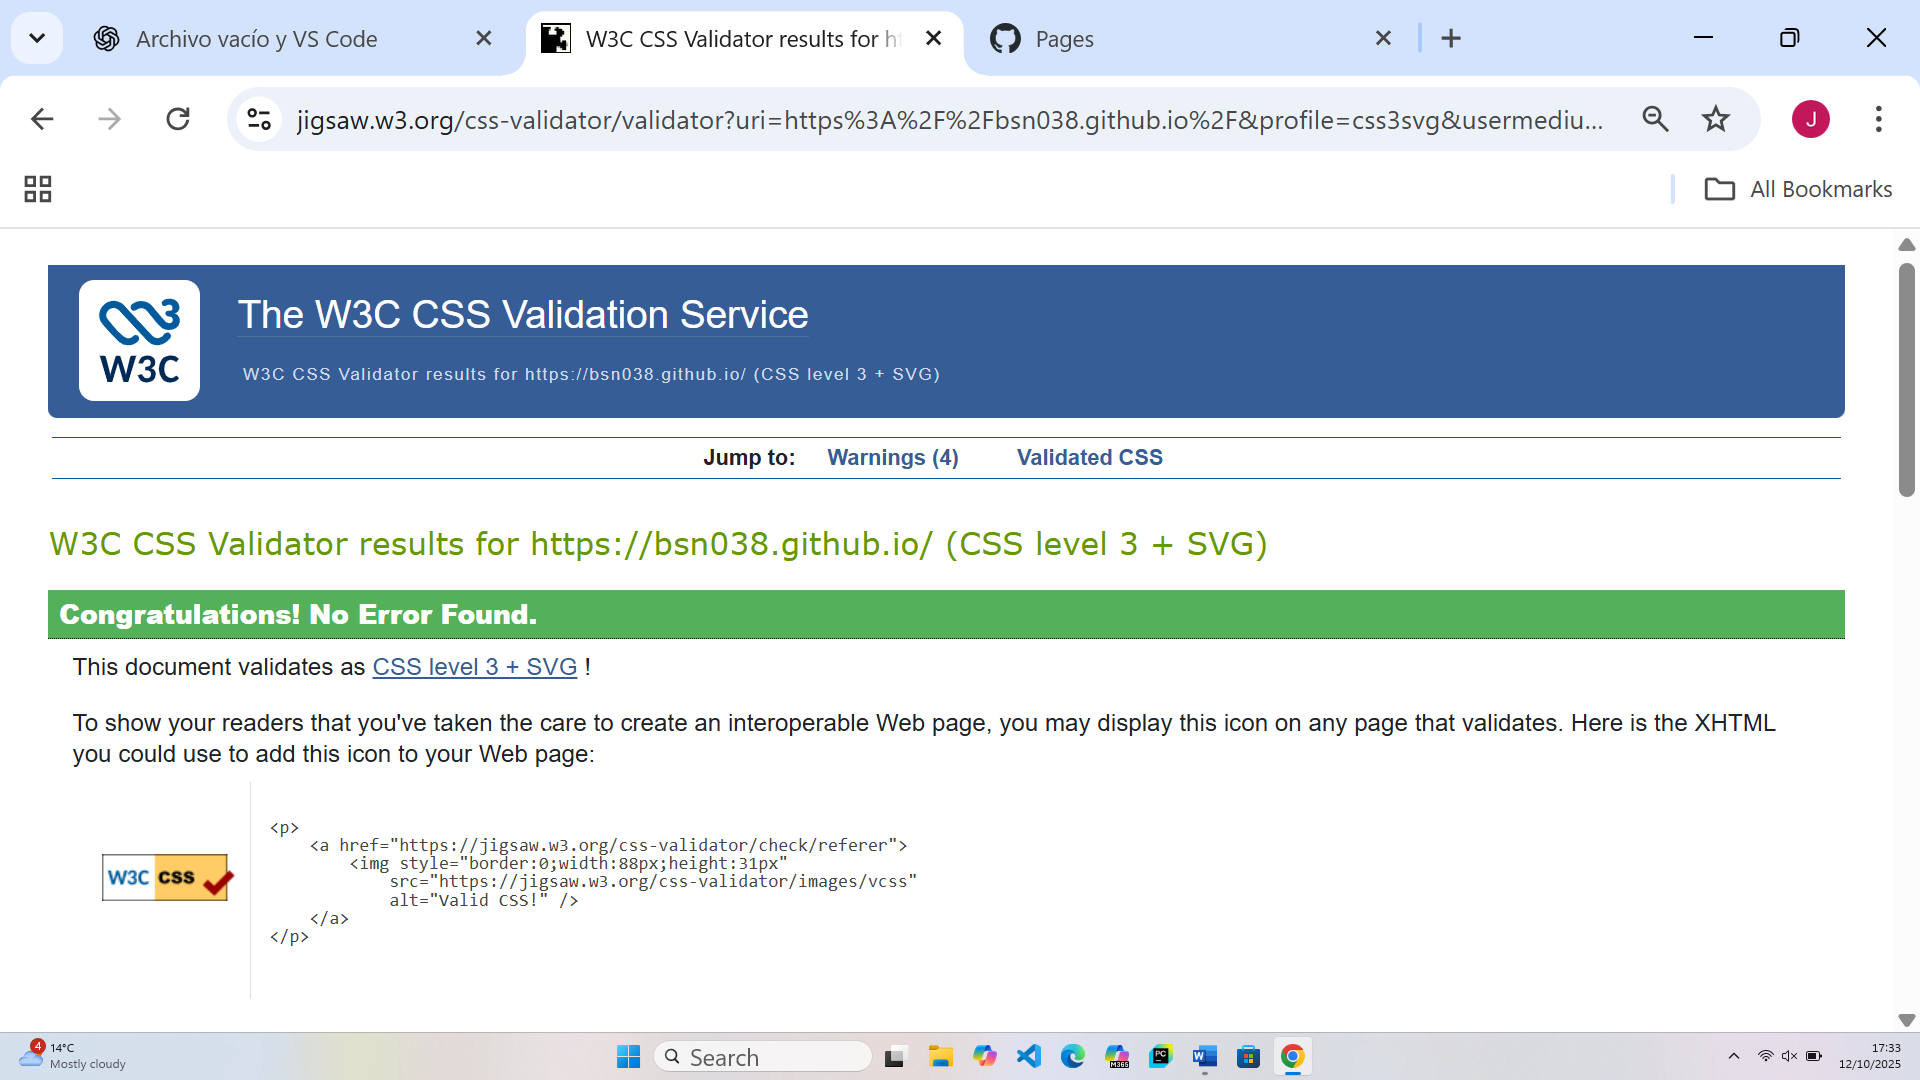 Archivo vacío y VS Code
W3C CSS Validator results for ht
Pages
jigsaw.w3.org/css-validator/validator?uri=https%3A%2F%2Fbsn038.github.io%2F&profile=css3svg&usermediu...
J
All Bookmarks
W3C
The W3C CSS Validation Service
W3C CSS Validator results for https://bsn038.github.io/ (CSS level 3 + SVG)
Jump to: Warnings (4) Validated CSS
W3C CSS Validator results for https://bsn038.github.io/ (CSS level 3 + SVG)
Congratulations! No Error Found.
This document validates as CSS level 3 + SVG !
To show your readers that you've taken the care to create an interoperable Web page, you may display this icon on any page that validates. Here is the XHTML
you could use to add this icon to your Web page:
W3C css
<p>
    <a href="https://jigsaw.w3.org/css-validator/check/referer">
        <img style="border:0;width:88px;height:31px"
            src="https://jigsaw.w3.org/css-validator/images/vcss"
            alt="Valid CSS!" />
    </a>
</p>
4
14°C
Mostly cloudy
Search
M365
PC
W
17:33
12/10/2025